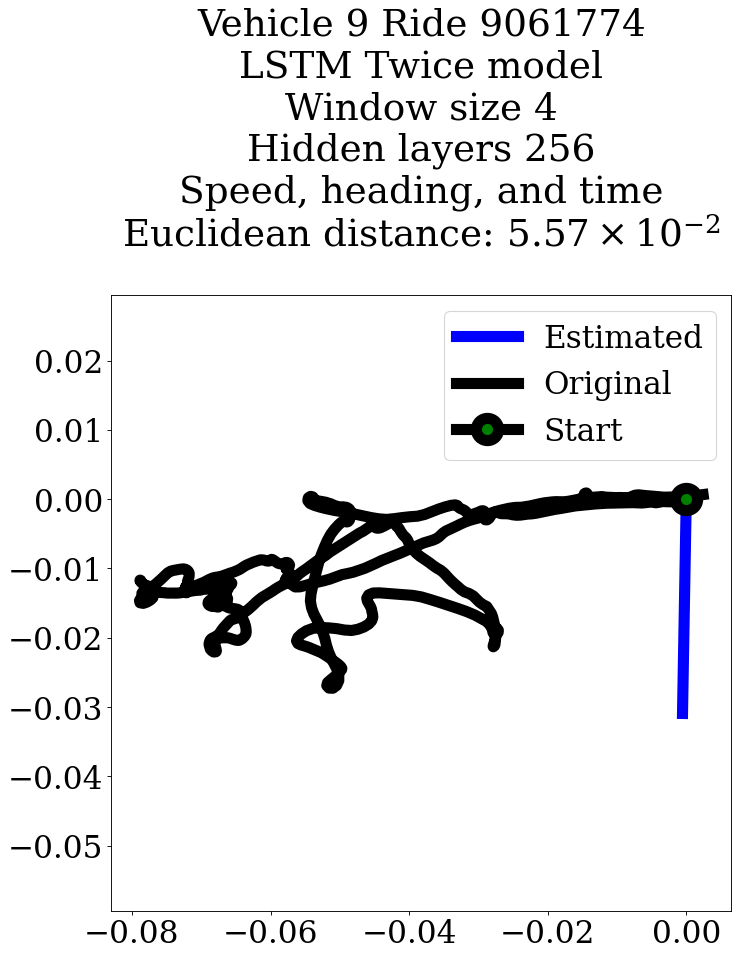 Vehicle 9 Ride 9061774
LSTM Twice model
Window size 4
Hidden layers 256
Speed, heading, and time
Euclidean distance: 5.57 × 10⁻²
Estimated
Original
Start
0.02
0.01
0.00
−0.01
−0.02
−0.03
−0.04
−0.05
−0.08 −0.06 −0.04 −0.02 0.00